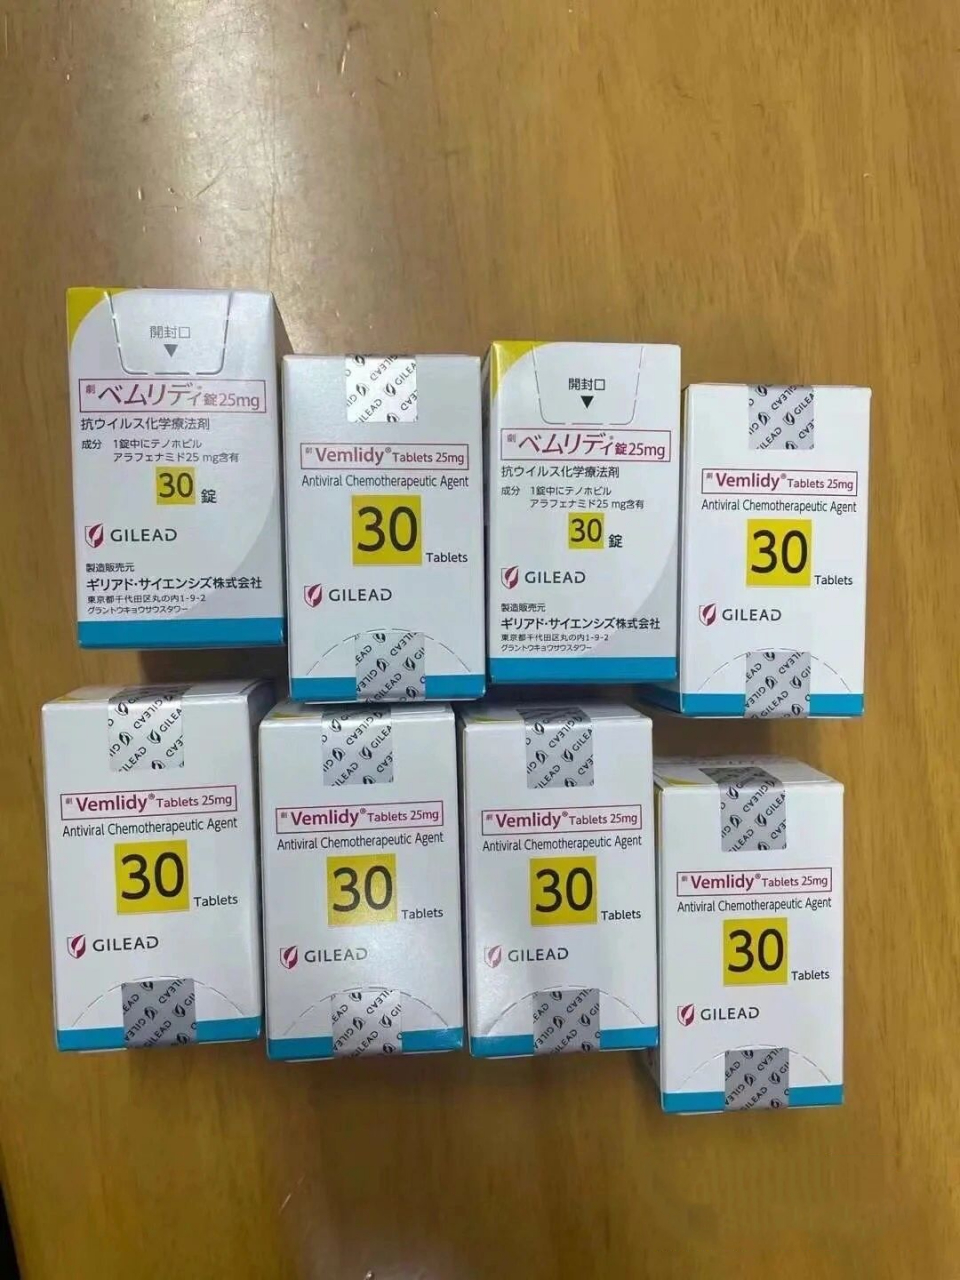 開封口
劇 ベムリディ錠25mg
抗ウイルス化学療法剤
成分 1錠中にテノホビル
アラフェナミド25 mg含有
30 錠
GILEAD
製造販売元
ギリアド・サイエンシズ株式会社
東京都千代田区丸の内1-9-2
グラントウキョウサウスタワー
GILEAD
劇 Vemlidy® Tablets 25mg
Antiviral Chemotherapeutic Agent
30 Tablets
GILEAD
GILEAD
開封口
劇 ベムリディ錠25mg
抗ウイルス化学療法剤
成分 1錠中にテノホビル
アラフェナミド25 mg含有
30 錠
GILEAD
製造販売元
ギリアド・サイエンシズ株式会社
東京都千代田区丸の内1-9-2
グラントウキョウサウスタワー
GILEAD
劇 Vemlidy® Tablets 25mg
Antiviral Chemotherapeutic Agent
30 Tablets
GILEAD
GILEAD
GILEAD
劇 Vemlidy® Tablets 25mg
Antiviral Chemotherapeutic Agent
30 Tablets
GILEAD
GILEAD
GILEAD
劇 Vemlidy® Tablets 25mg
Antiviral Chemotherapeutic Agent
30 Tablets
GILEAD
GILEAD
GILEAD
劇 Vemlidy® Tablets 25mg
Antiviral Chemotherapeutic Agent
30 Tablets
GILEAD
GILEAD
GILEAD
劇 Vemlidy® Tablets 25mg
Antiviral Chemotherapeutic Agent
30 Tablets
GILEAD
GILEAD